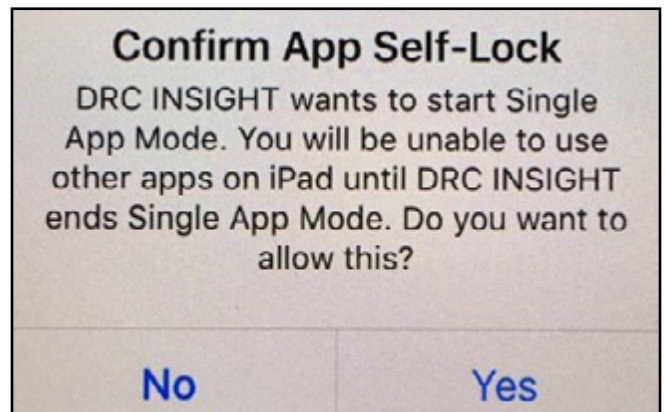 Confirm App Self-Lock
DRC INSIGHT wants to start Single
App Mode. You will be unable to use
other apps on iPad until DRC INSIGHT
ends Single App Mode. Do you want to
allow this?
No
Yes